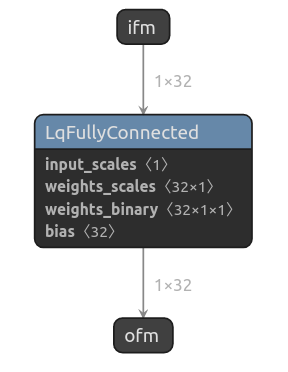 ifm
1×32
LqFullyConnected
input_scales〈1〉
weights_scales〈32×1〉
weights_binary〈32×1×1〉
bias〈32〉
1×32
ofm